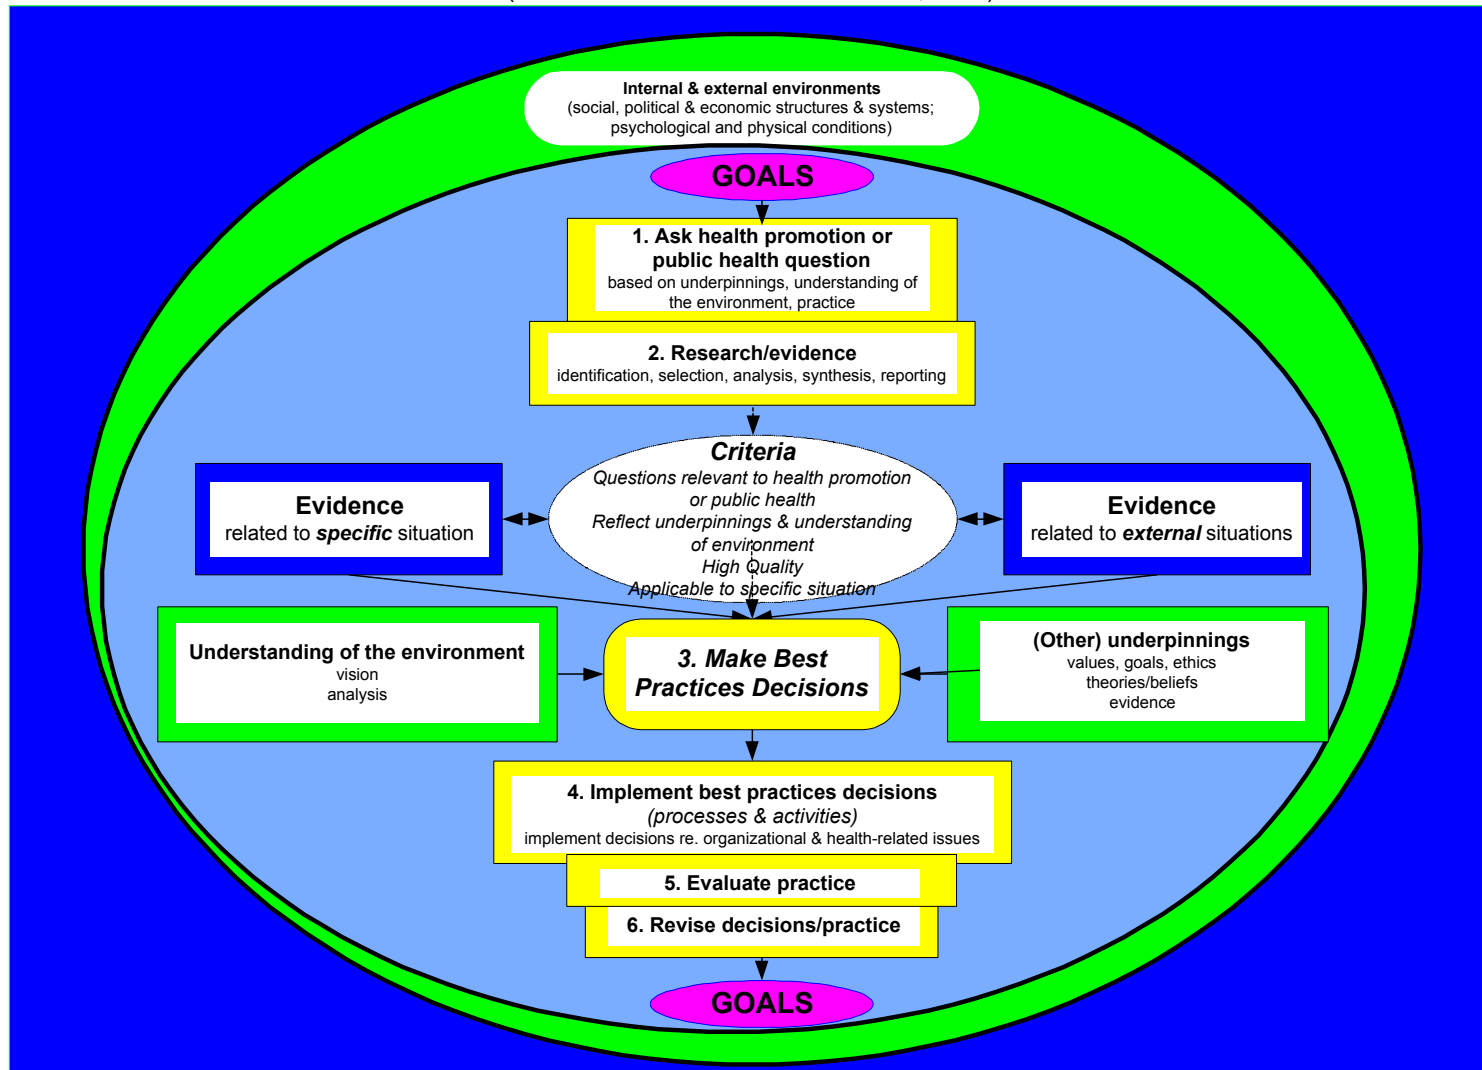 Internal & external environments
(social, political & economic structures & systems;
psychological and physical conditions)
GOALS
1. Ask health promotion or
public health question
based on underpinnings, understanding of
the environment, practice
2. Research/evidence
identification, selection, analysis, synthesis, reporting
Criteria
Questions relevant to health promotion
or public health
Reflect underpinnings & understanding
of environment
High Quality
Applicable to specific situation
Evidence
related to specific situation
Evidence
related to external situations
Understanding of the environment
vision
analysis
3. Make Best
Practices Decisions
(Other) underpinnings
values, goals, ethics
theories/beliefs
evidence
4. Implement best practices decisions
(processes & activities)
implement decisions re. organizational & health-related issues
5. Evaluate practice
6. Revise decisions/practice
GOALS